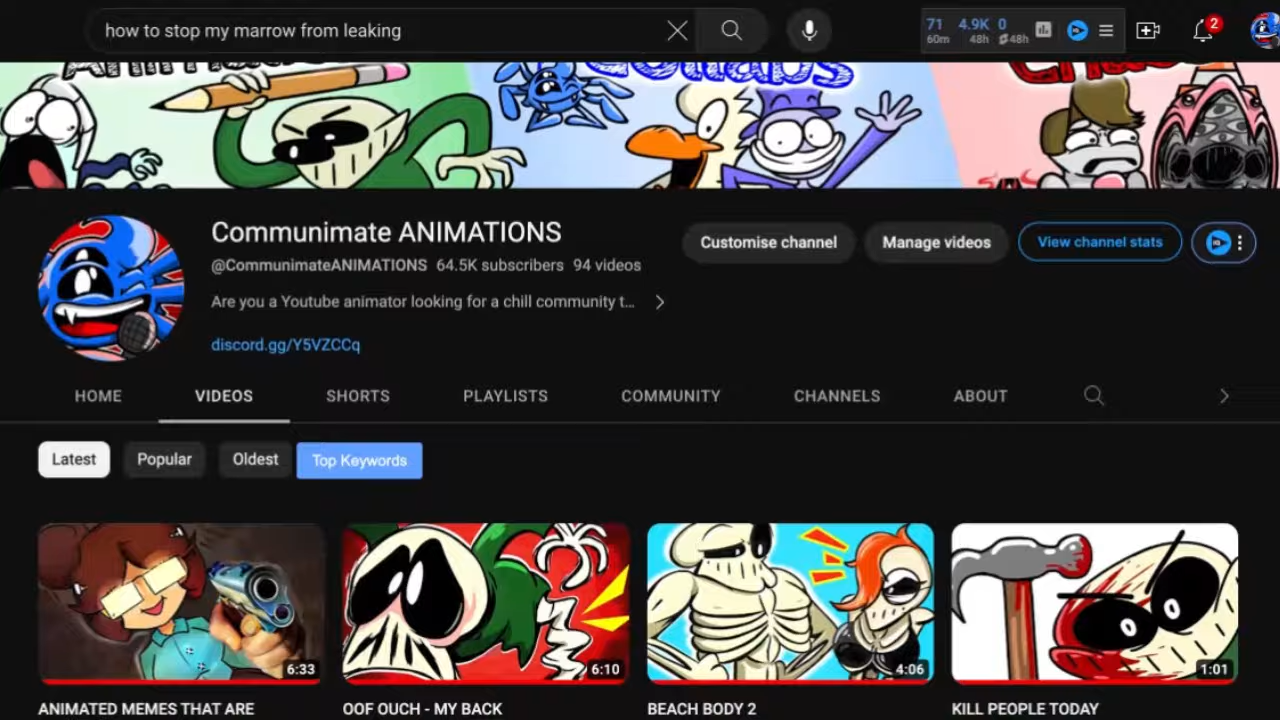 how to stop my marrow from leaking
71 4.9K 0
60m 48h 48h
2
Collabs
Communimate ANIMATIONS
@CommunimateANIMATIONS 64.5K subscribers 94 videos
Are you a Youtube animator looking for a chill community t...
discord.gg/Y5VZCCq
Customise channel
Manage videos
View channel stats
HOME VIDEOS SHORTS PLAYLISTS COMMUNITY CHANNELS ABOUT
Latest Popular Oldest Top Keywords
6:33 6:10 4:06 1:01
ANIMATED MEMES THAT ARE
OOF OUCH - MY BACK
BEACH BODY 2
KILL PEOPLE TODAY